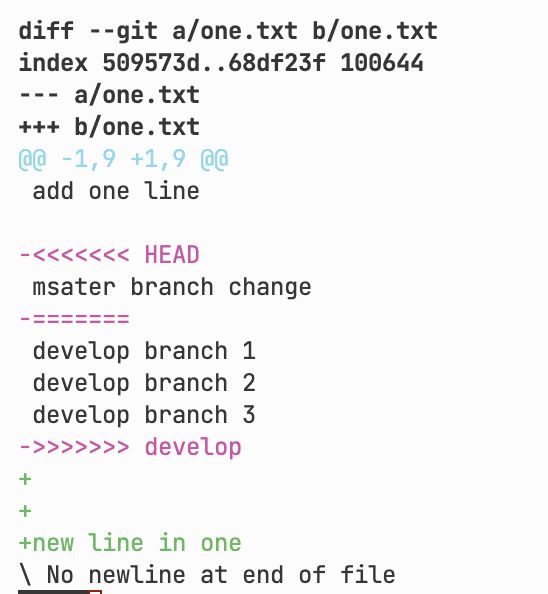 diff --git a/one.txt b/one.txt
index 509573d..68df23f 100644
--- a/one.txt
+++ b/one.txt
@@ -1,9 +1,9 @@
 add one line

-<<<<<<< HEAD
 msater branch change
-=======
 develop branch 1
 develop branch 2
 develop branch 3
->>>>>>> develop
+
+
+new line in one
\ No newline at end of file